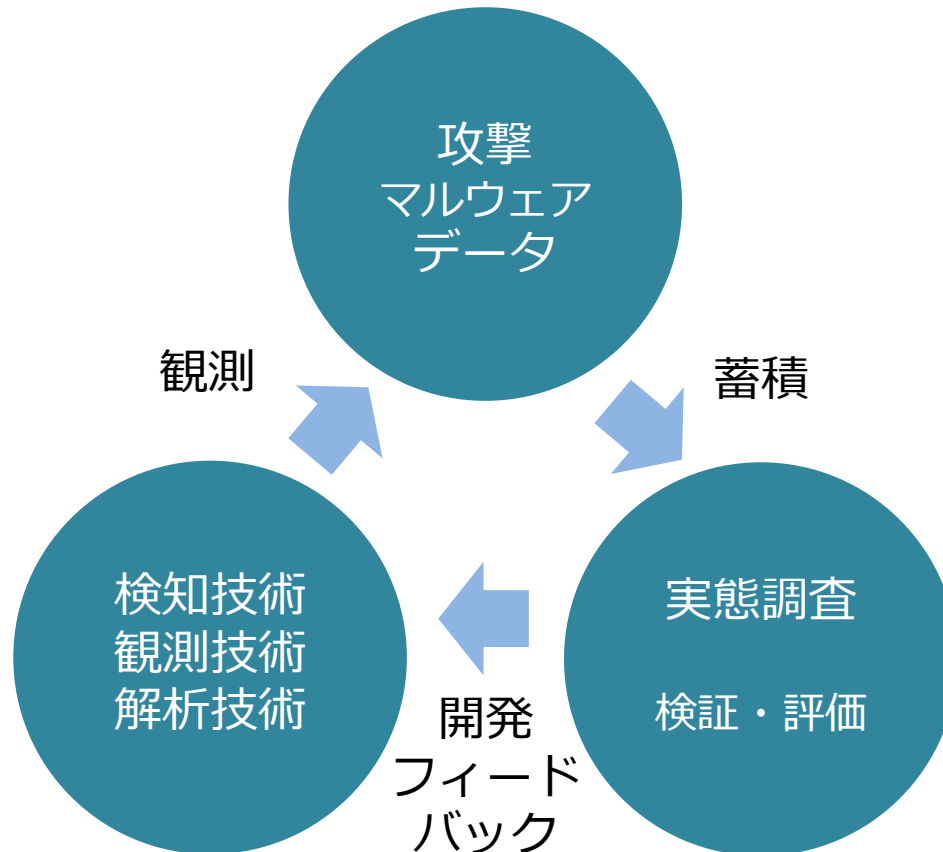 攻撃
マルウェア
データ
観測
蓄積
検知技術
観測技術
解析技術
実態調査
検証・評価
開発
フィード
バック